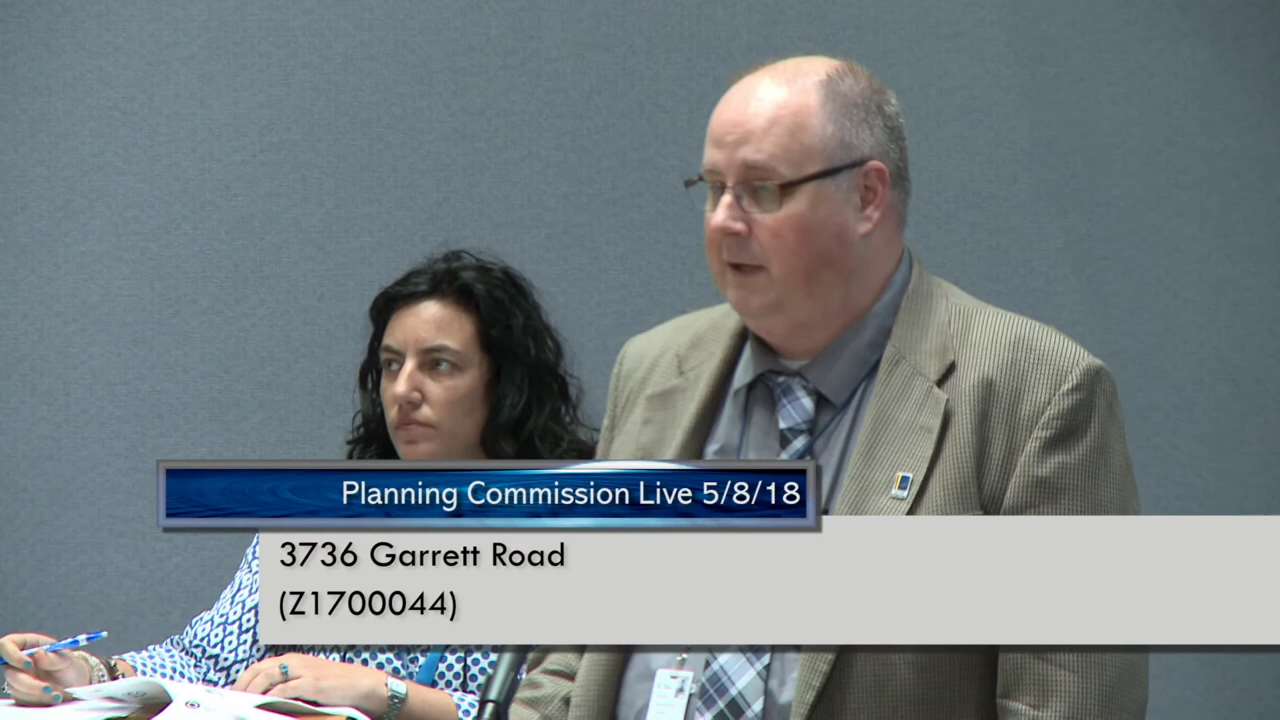 Planning Commission Live 5/8/18
3736 Garrett Road
(Z1700044)